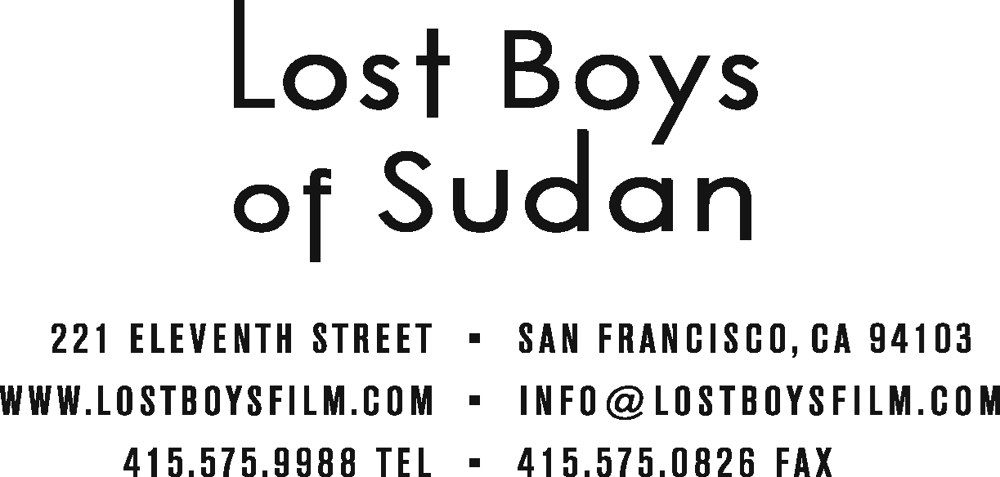 Lost Boys
of Sudan
221 ELEVENTH STREET ▪ SAN FRANCISCO, CA 94103
WWW.LOSTBOYSFILM.COM ▪ INFO@LOSTBOYSFILM.COM
415.575.9988 TEL ▪ 415.575.0826 FAX